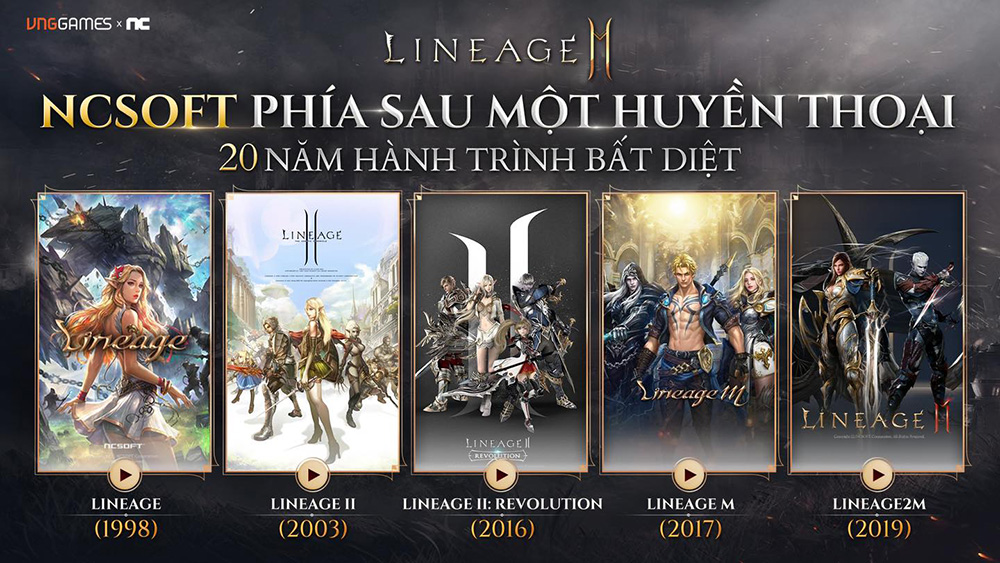 VNGGAMES x nc
LINEAGE M
NCSOFT PHÍA SAU MỘT HUYỀN THOẠI
20 NĂM HÀNH TRÌNH BẤT DIỆT
Lineage
NCSOFT
LINEAGE II
LINEAGE II
REVOLUTION
Lineage M
LINEAGE M
LINEAGE
(1998)
LINEAGE II
(2003)
LINEAGE II: REVOLUTION
(2016)
LINEAGE M
(2017)
LINEAGE2M
(2019)